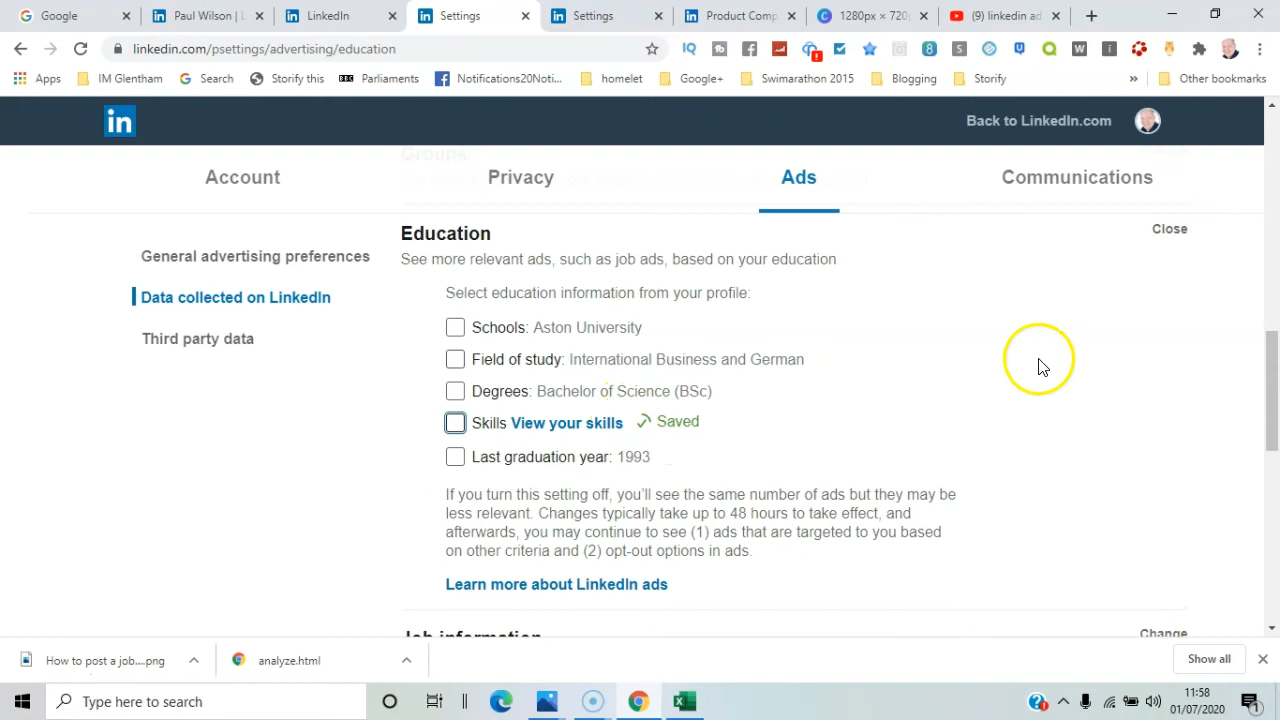 Google
Paul Wilson | L
LinkedIn
Settings
Settings
Product Comp
1280px × 720
(9) linkedin ad
linkedin.com/psettings/advertising/education
Apps
IM Glentham
Search
Storify this
BBC Parliaments
Notifications20Noti...
homelet
Google+
Swimarathon 2015
Blogging
Storify
»
Other bookmarks
in
Back to LinkedIn.com
Groups
Account
Privacy
Ads
Communications
Education
Close
See more relevant ads, such as job ads, based on your education
General advertising preferences
Data collected on LinkedIn
Third party data
Select education information from your profile:
Schools: Aston University
Field of study: International Business and German
Degrees: Bachelor of Science (BSc)
Skills View your skills Saved
Last graduation year: 1993
If you turn this setting off, you'll see the same number of ads but they may be
less relevant. Changes typically take up to 48 hours to take effect, and
afterwards, you may continue to see (1) ads that are targeted to you based
on other criteria and (2) opt-out options in ads.
Learn more about LinkedIn ads
Job information
Change
How to post a job....png
analyze.html
Show all
Type here to search
11:58
01/07/2020